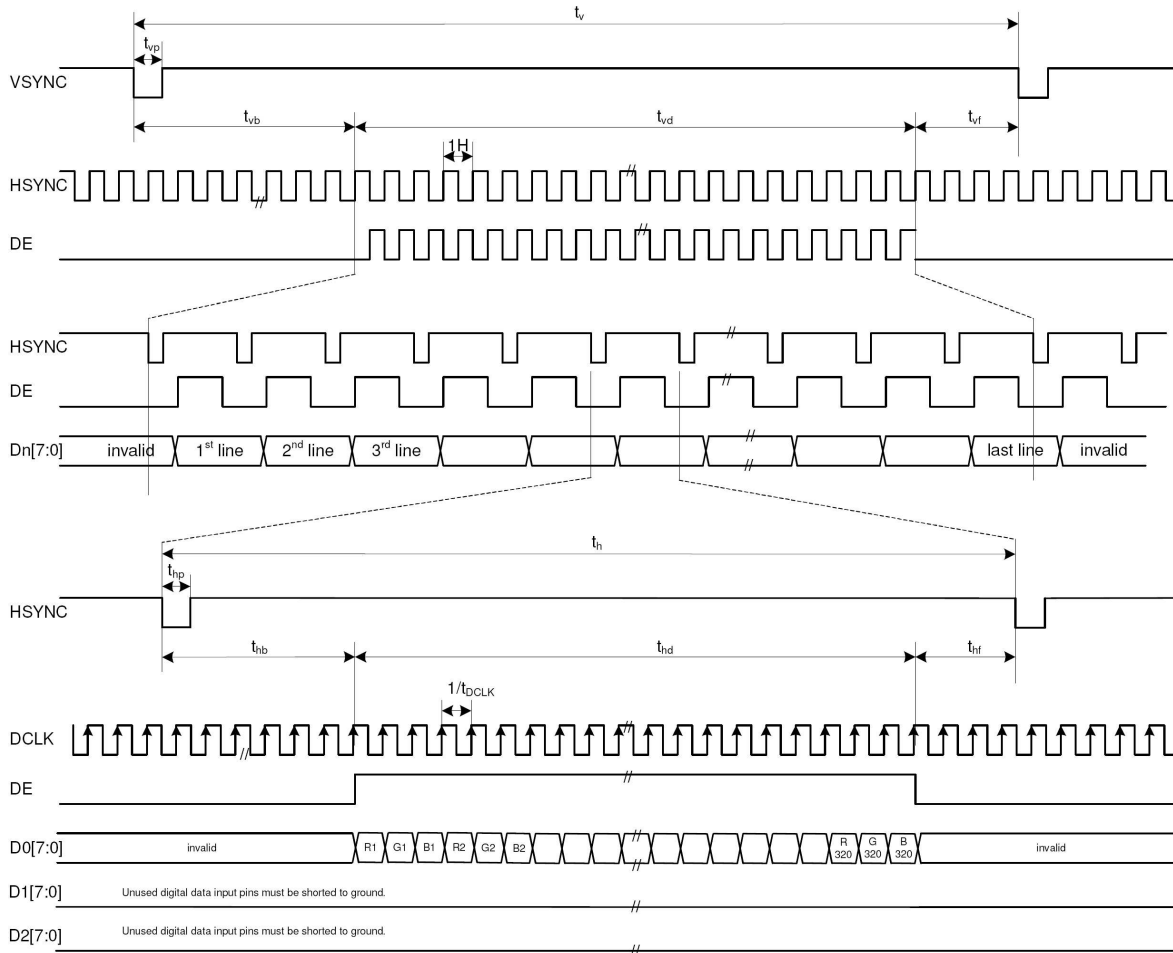 tv
tvp
VSYNC
tvb
tvd
tvf
1H
HSYNC
//
//
DE
//
HSYNC
//
DE
//
Dn[7:0]
invalid
1st line
2nd line
3rd line
//
last line
invalid
th
thp
HSYNC
thb
thd
thf
1/tDCLK
DCLK
//
//
DE
//
D0[7:0]
invalid
R1
G1
B1
R2
G2
B2
//
R 320
G 320
B 320
invalid
D1[7:0]
Unused digital data input pins must be shorted to ground.
//
D2[7:0]
Unused digital data input pins must be shorted to ground.
//